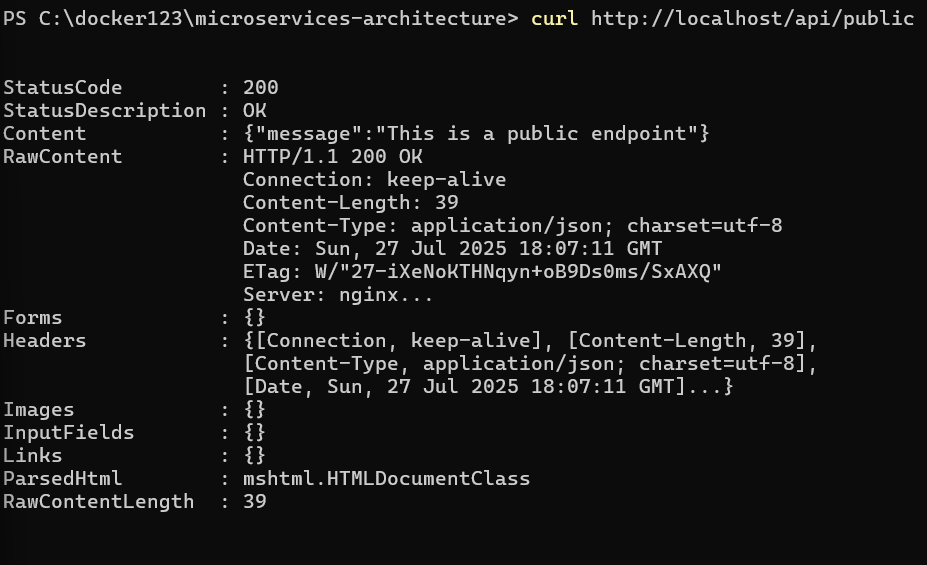 PS C:\docker123\microservices-architecture> curl http://localhost/api/public
StatusCode        : 200
StatusDescription : OK
Content           : {"message":"This is a public endpoint"}
RawContent        : HTTP/1.1 200 OK
                    Connection: keep-alive
                    Content-Length: 39
                    Content-Type: application/json; charset=utf-8
                    Date: Sun, 27 Jul 2025 18:07:11 GMT
                    ETag: W/"27-iXeNoKTHNqyn+oB9Ds0ms/SxAXQ"
                    Server: nginx...
Forms             : {}
Headers           : {[Connection, keep-alive], [Content-Length, 39],
                    [Content-Type, application/json; charset=utf-8],
                    [Date, Sun, 27 Jul 2025 18:07:11 GMT]...}
Images            : {}
InputFields       : {}
Links             : {}
ParsedHtml        : mshtml.HTMLDocumentClass
RawContentLength  : 39